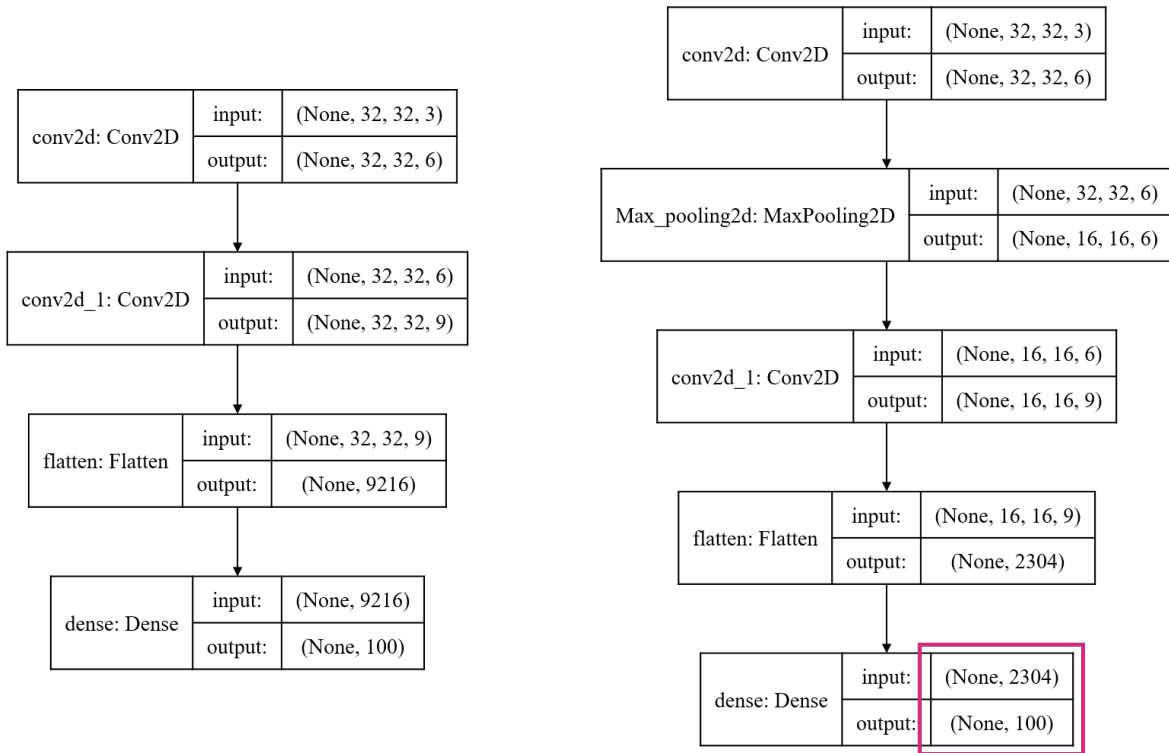 conv2d: Conv2D
input: (None, 32, 32, 3)
output: (None, 32, 32, 6)
conv2d_1: Conv2D
input: (None, 32, 32, 6)
output: (None, 32, 32, 9)
flatten: Flatten
input: (None, 32, 32, 9)
output: (None, 9216)
dense: Dense
input: (None, 9216)
output: (None, 100)
conv2d: Conv2D
input: (None, 32, 32, 3)
output: (None, 32, 32, 6)
Max_pooling2d: MaxPooling2D
input: (None, 32, 32, 6)
output: (None, 16, 16, 6)
conv2d_1: Conv2D
input: (None, 16, 16, 6)
output: (None, 16, 16, 9)
flatten: Flatten
input: (None, 16, 16, 9)
output: (None, 2304)
dense: Dense
input: (None, 2304)
output: (None, 100)